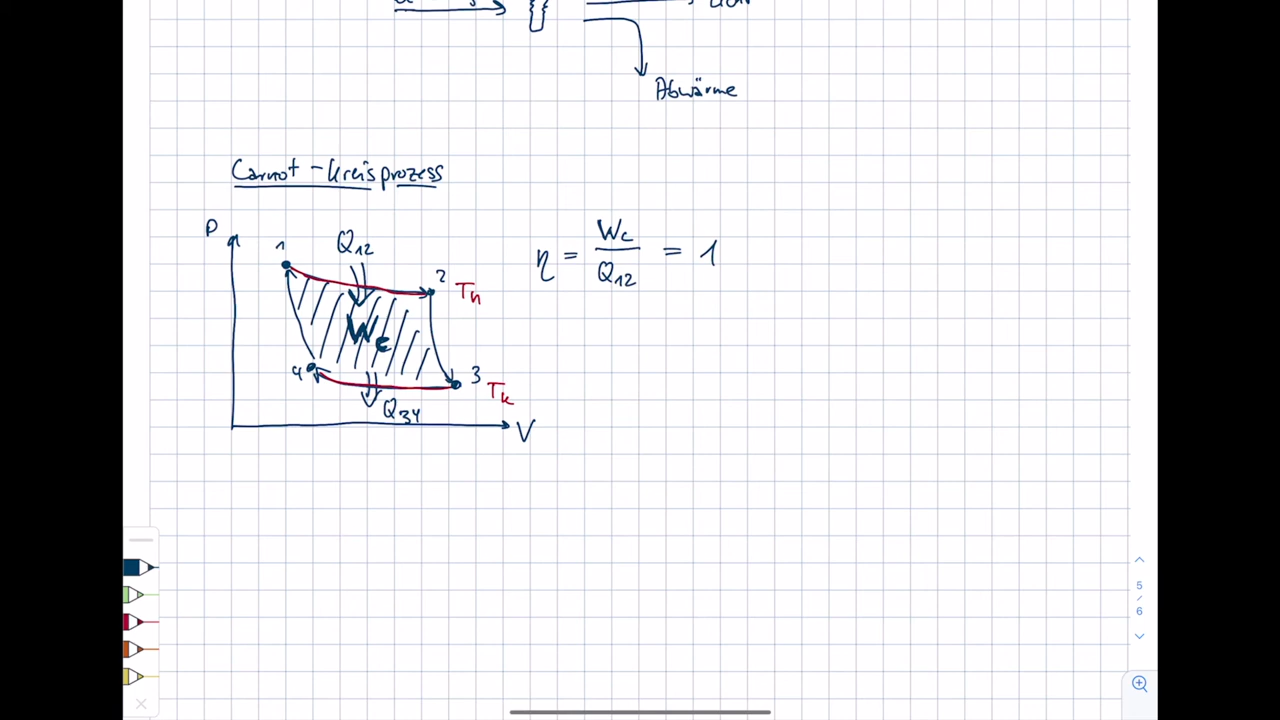 Abwärme
Carnot-Kreisprozess
P
1
Q12
2
Th
Wc
η = Wc / Q12 = 1
4
3
Tk
Q34
V
5
/
6